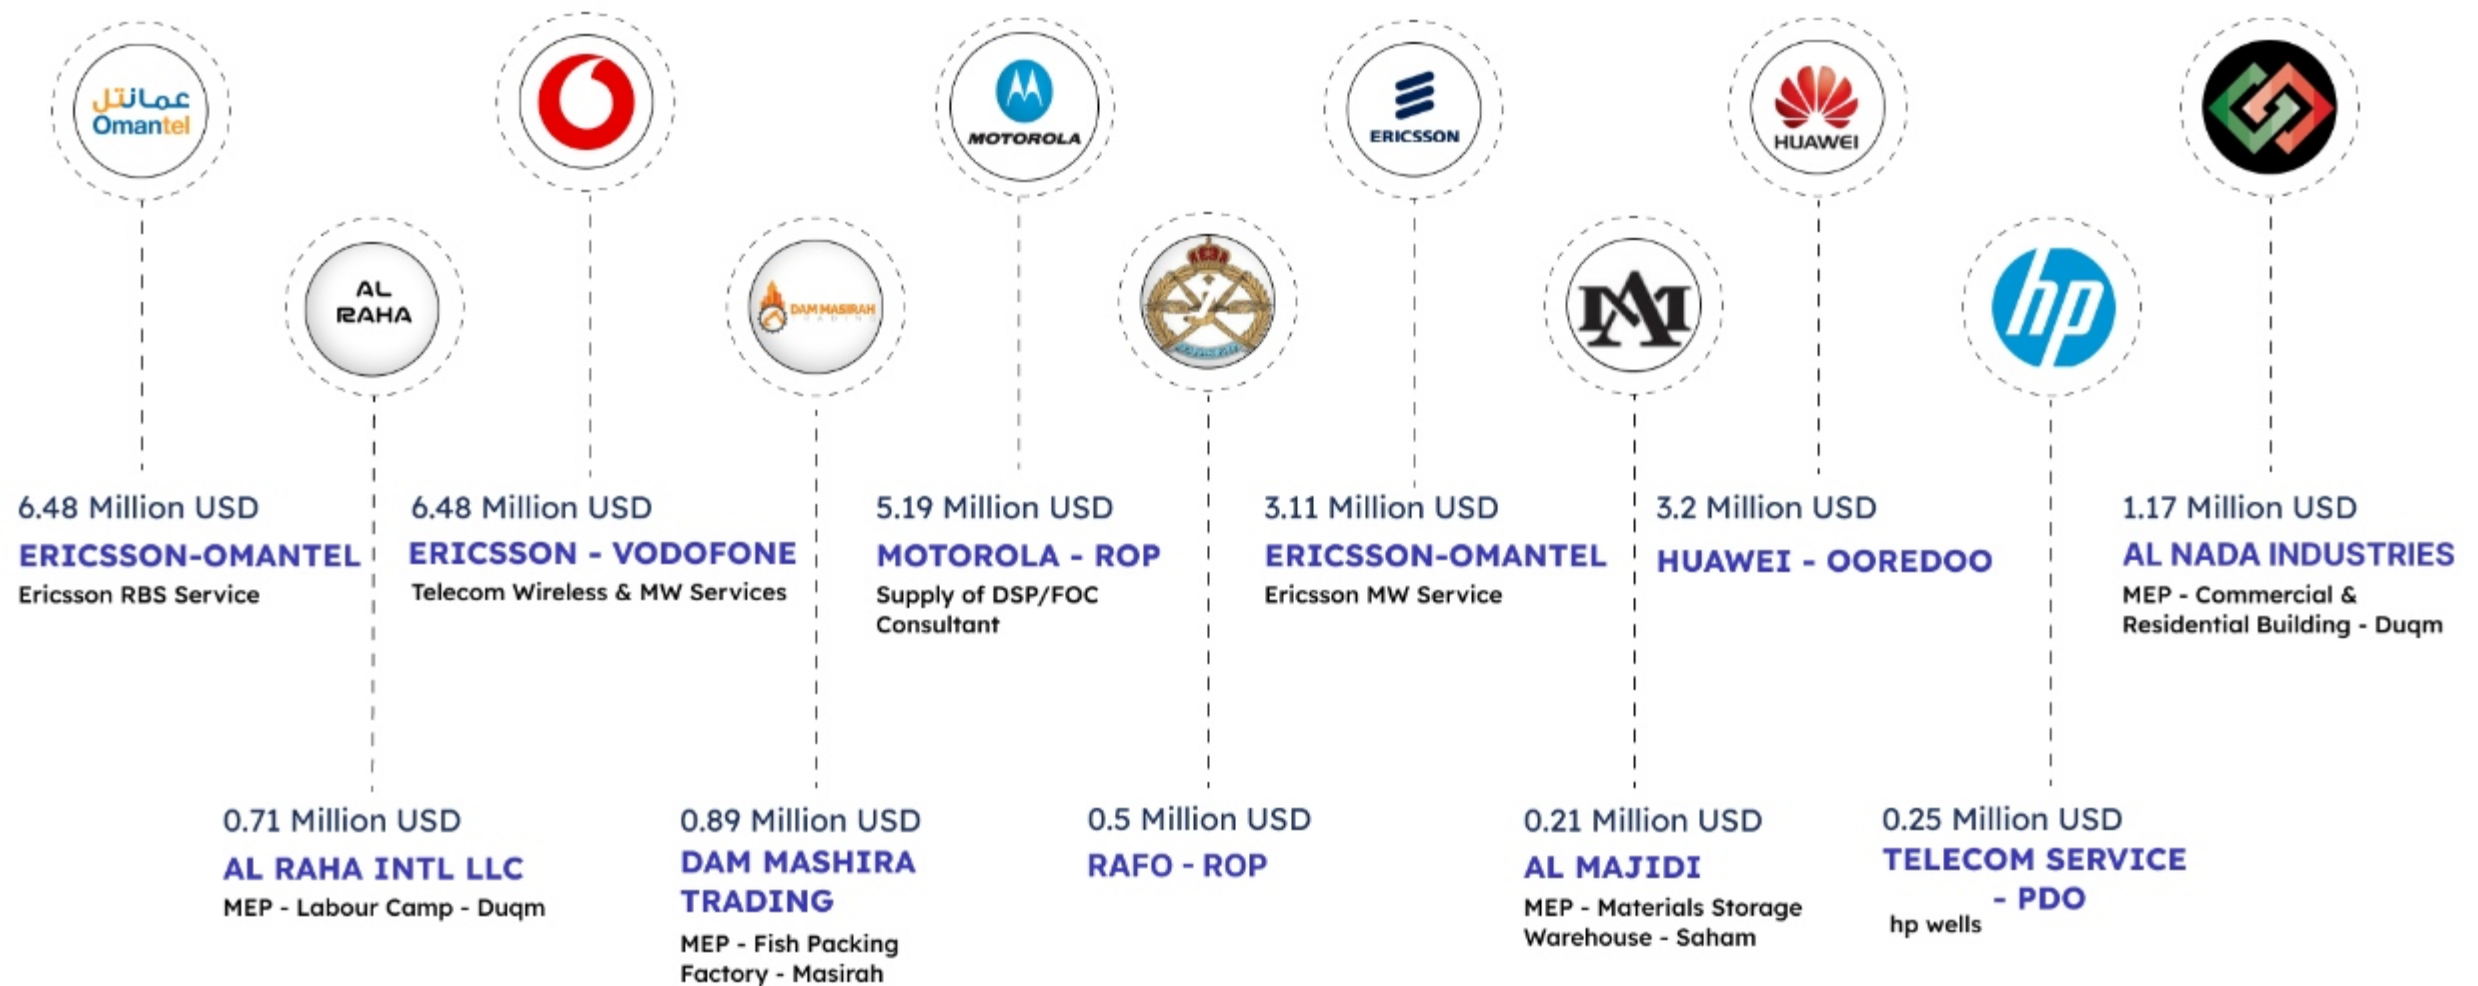 عمانتل
Omantel
MOTOROLA
ERICSSON
HUAWEI
AL
RAHA
DAM MASIRAH
TRADING
hp
6.48 Million USD
ERICSSON-OMANTEL
Ericsson RBS Service
6.48 Million USD
ERICSSON - VODOFONE
Telecom Wireless & MW Services
5.19 Million USD
MOTOROLA - ROP
Supply of DSP/FOC
Consultant
3.11 Million USD
ERICSSON-OMANTEL
Ericsson MW Service
3.2 Million USD
HUAWEI - OOREDOO
1.17 Million USD
AL NADA INDUSTRIES
MEP - Commercial &
Residential Building - Duqm
0.71 Million USD
AL RAHA INTL LLC
MEP - Labour Camp - Duqm
0.89 Million USD
DAM MASHIRA
TRADING
MEP - Fish Packing
Factory - Masirah
0.5 Million USD
RAFO - ROP
0.21 Million USD
AL MAJIDI
MEP - Materials Storage
Warehouse - Saham
0.25 Million USD
TELECOM SERVICE
- PDO
hp wells